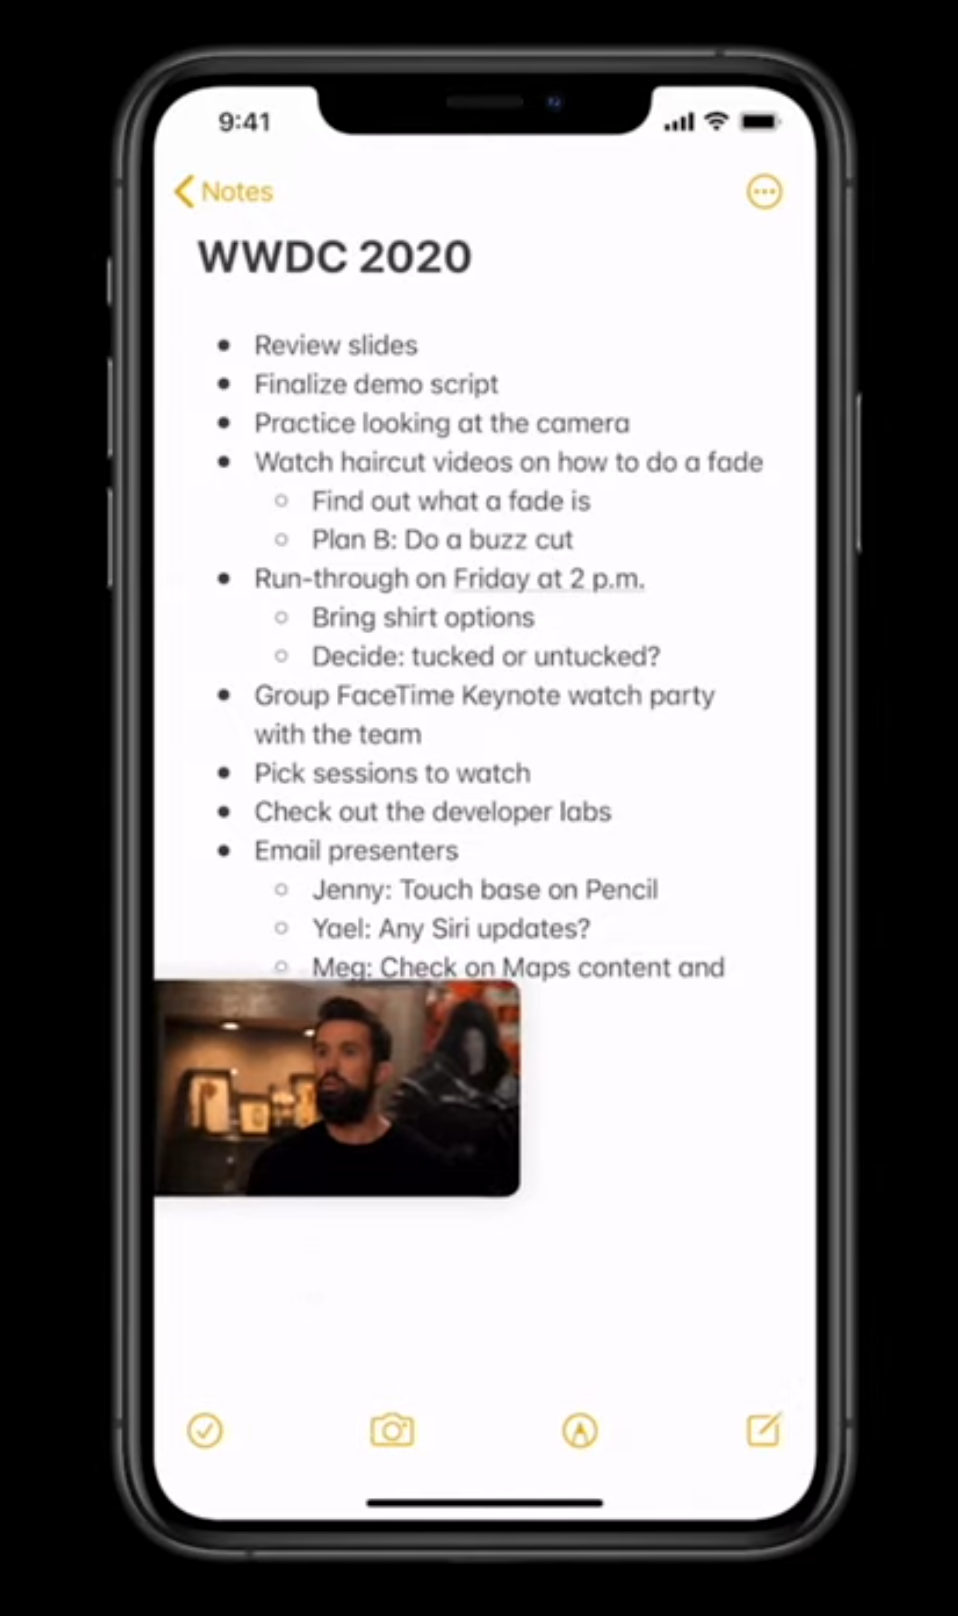 9:41
Notes
WWDC 2020
• Review slides
• Finalize demo script
• Practice looking at the camera
• Watch haircut videos on how to do a fade
○ Find out what a fade is
○ Plan B: Do a buzz cut
• Run-through on Friday at 2 p.m.
○ Bring shirt options
○ Decide: tucked or untucked?
• Group FaceTime Keynote watch party
with the team
• Pick sessions to watch
• Check out the developer labs
• Email presenters
○ Jenny: Touch base on Pencil
○ Yael: Any Siri updates?
○ Meg: Check on Maps content and